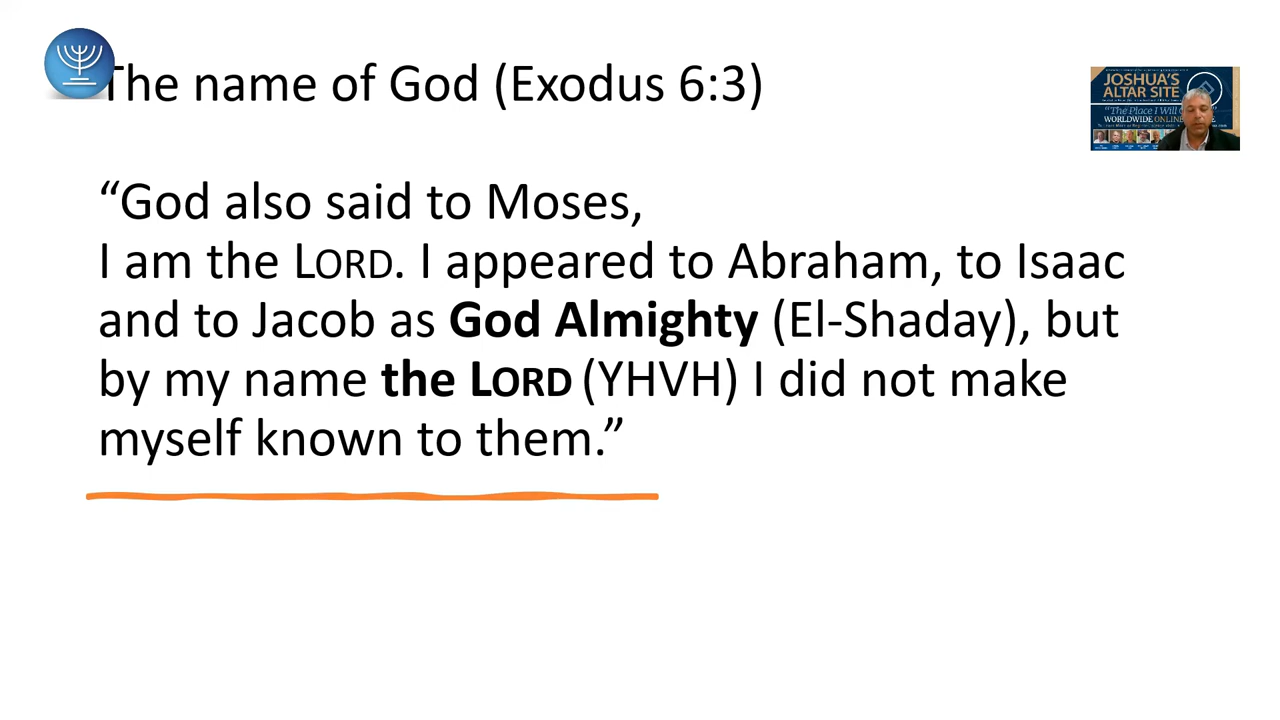 The name of God (Exodus 6:3)
JOSHUA'S
ALTAR SITE
"The Place I Will
WORLDWIDE ONLINE
“God also said to Moses,
I am the LORD. I appeared to Abraham, to Isaac
and to Jacob as God Almighty (El-Shaday), but
by my name the LORD (YHVH) I did not make
myself known to them.”